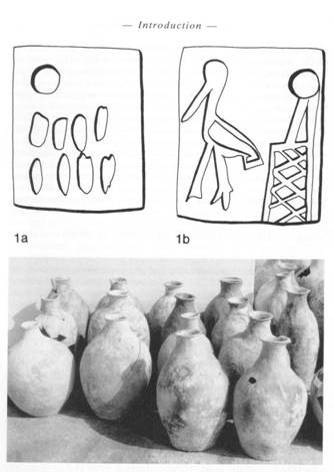 — Introduction —
1a
1b